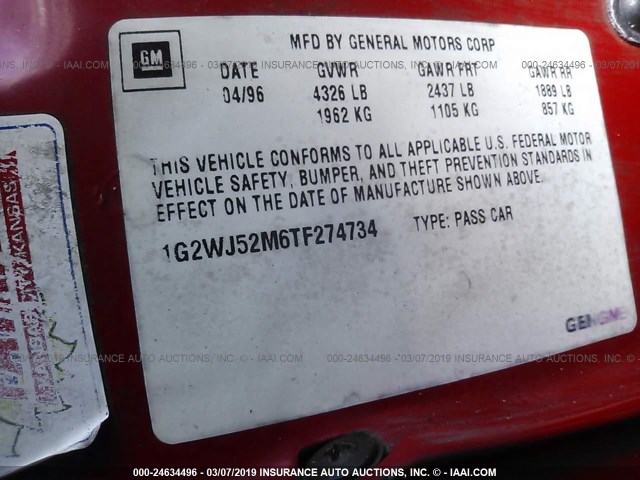 GM
MFD BY GENERAL MOTORS CORP
DATE GVWR GAWR FRT GAWR RR
04/96 4326 LB 2437 LB 1889 LB
1962 KG 1105 KG 857 KG
THIS VEHICLE CONFORMS TO ALL APPLICABLE U.S. FEDERAL MOTOR
VEHICLE SAFETY, BUMPER, AND THEFT PREVENTION STANDARDS IN
EFFECT ON THE DATE OF MANUFACTURE SHOWN ABOVE.
1G2WJ52M6TF274734 TYPE: PASS CAR
ARKANSAS
000-24634496 - 03/07/2019 INSURANCE AUTO AUCTIONS, INC. © - IAAI.COM